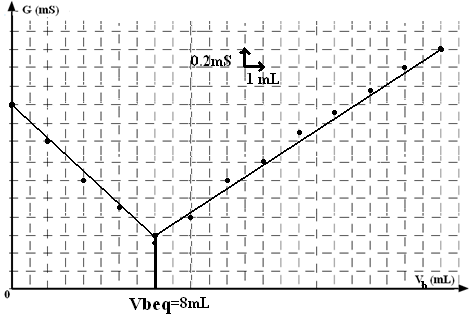 G (mS)
0.2mS
1 mL
0
Vb (mL)
Vbeq=8mL